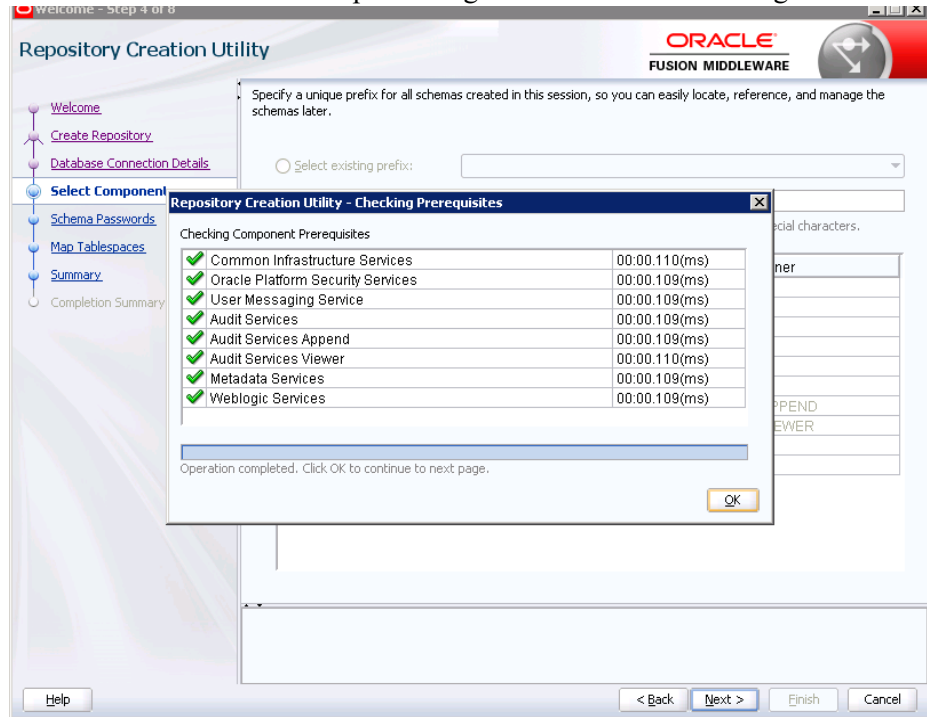 Welcome - Step 4 of 8
Repository Creation Utility
ORACLE®
FUSION MIDDLEWARE
Welcome
Create Repository
Database Connection Details
Select Component
Schema Passwords
Map Tablespaces
Summary
Completion Summary
Specify a unique prefix for all schemas created in this session, so you can easily locate, reference, and manage the
schemas later.
Select existing prefix:
ecial characters.
ner
PPEND
EWER
Repository Creation Utility - Checking Prerequisites
Checking Component Prerequisites
Common Infrastructure Services 00:00.110(ms)
Oracle Platform Security Services 00:00.109(ms)
User Messaging Service 00:00.109(ms)
Audit Services 00:00.109(ms)
Audit Services Append 00:00.109(ms)
Audit Services Viewer 00:00.110(ms)
Metadata Services 00:00.109(ms)
Weblogic Services 00:00.109(ms)
Operation completed. Click OK to continue to next page.
OK
Help
< Back Next > Finish Cancel